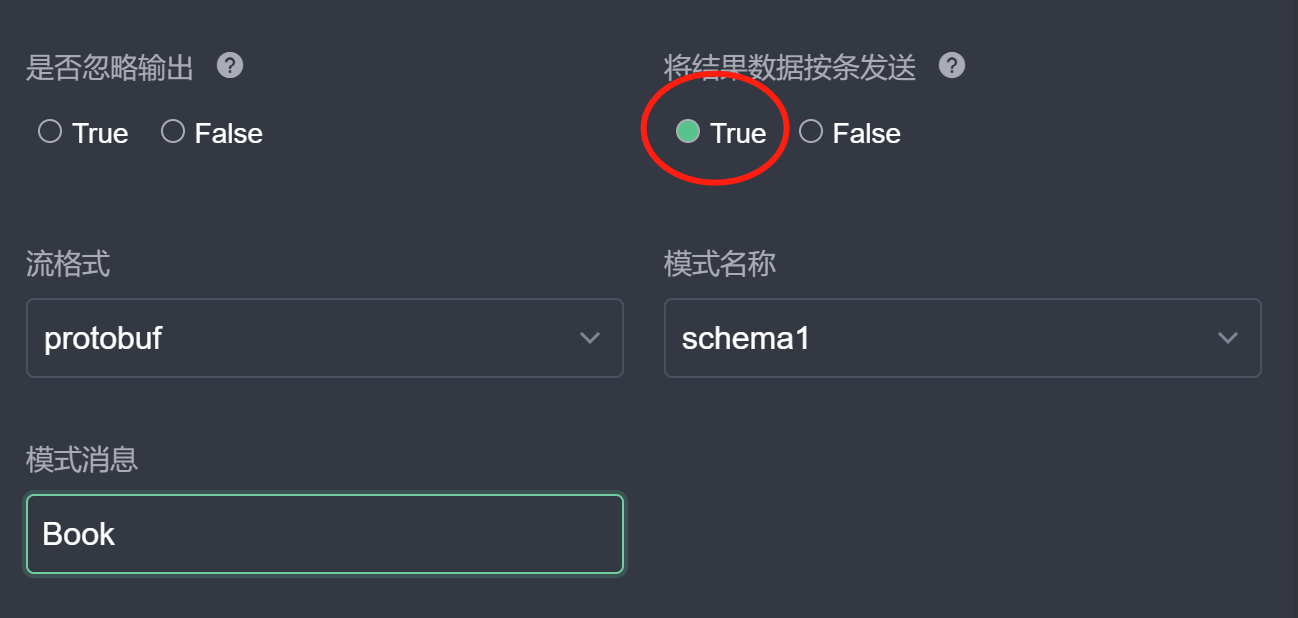 是否忽略输出 ? 将结果数据按条发送 ?
True False True False
流格式 模式名称
protobuf schema1
模式消息
Book